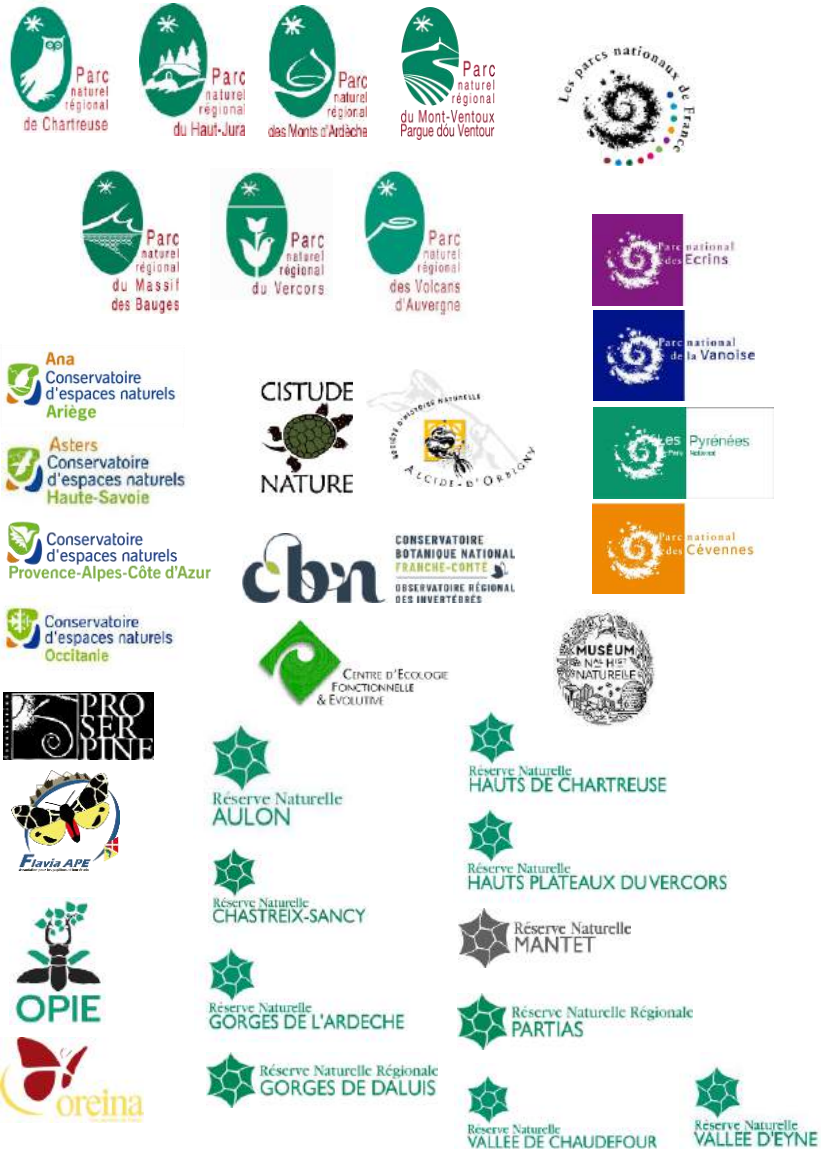 Parc
naturel
régional
de Chartreuse
Parc
naturel
régional
du Haut-Jura
Parc
naturel
régional
des Monts d'Ardèche
Parc
naturel
régional
du Mont-Ventoux
Pargue dóu Ventour
Les parcs nationaux de France
Parc
naturel
régional
du Massif
des Bauges
Parc
naturel
régional
du Vercors
Parc
naturel
régional
des Volcans
d'Auvergne
Parc national
des Ecrins
Parc national
de la Vanoise
Les Pyrénées
Parc National
Parc national
des Cévennes
Ana
Conservatoire
d'espaces naturels
Ariège
Asters
Conservatoire
d'espaces naturels
Haute-Savoie
Conservatoire
d'espaces naturels
Provence-Alpes-Côte d'Azur
Conservatoire
d'espaces naturels
Occitanie
CISTUDE
NATURE
SOCIÉTÉ D'HISTOIRE NATURELLE
ALCIDE-D'ORBIGNY
cbn
CONSERVATOIRE
BOTANIQUE NATIONAL
FRANCHE-COMTÉ
OBSERVATOIRE RÉGIONAL
DES INVERTÉBRÉS
CENTRE D'ECOLOGIE
FONCTIONNELLE
& EVOLUTIVE
MUSÉUM
NAL HIST
NATURELLE
PRO
SER
PINE
Flavia APE
OPIE
oreina
Réserve Naturelle
AULON
Réserve Naturelle
CHASTREIX-SANCY
Réserve Naturelle
GORGES DE L'ARDECHE
Réserve Naturelle Régionale
GORGES DE DALUIS
Réserve Naturelle
HAUTS DE CHARTREUSE
Réserve Naturelle
HAUTS PLATEAUX DU VERCORS
Réserve Naturelle
MANTET
Réserve Naturelle Régionale
PARTIAS
Réserve Naturelle
VALLEE DE CHAUDEFOUR
Réserve Naturelle
VALLEE D'EYNE